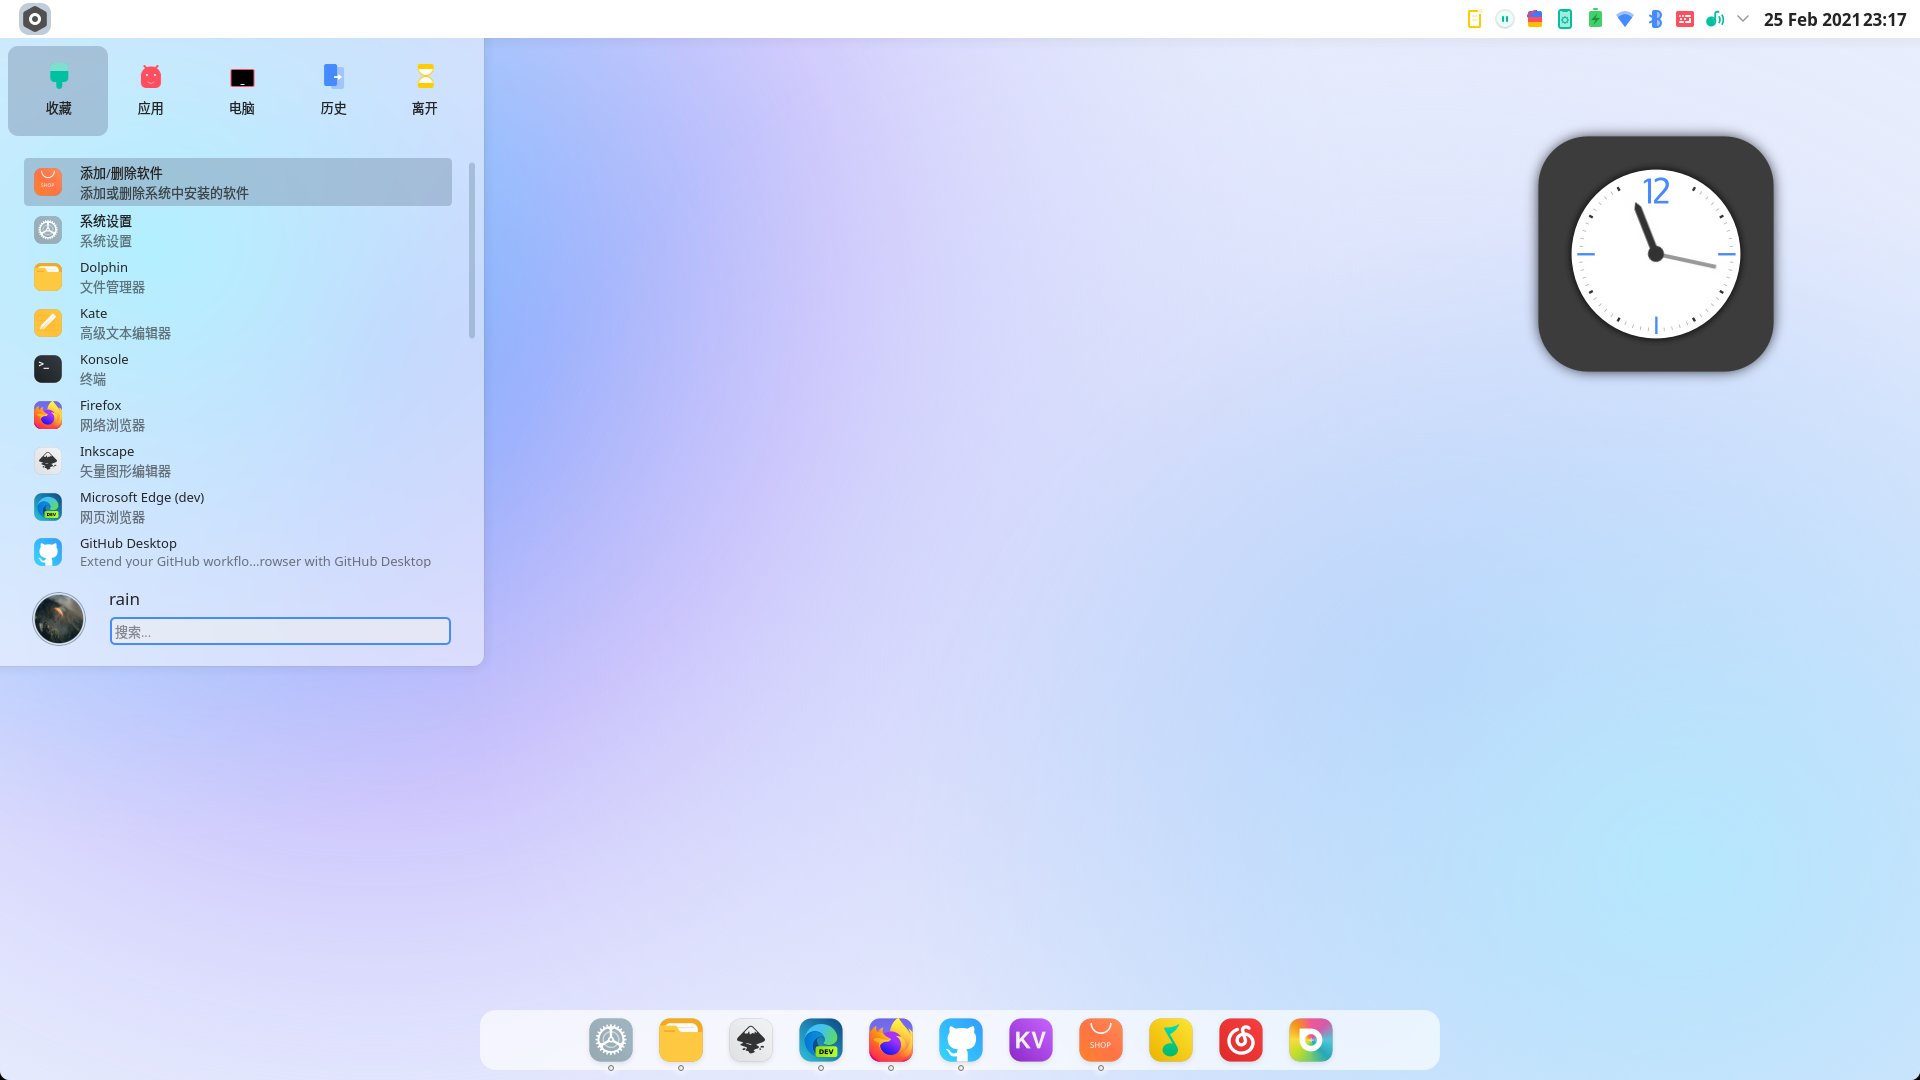 25 Feb 2021 23:17
收藏
应用
电脑
历史
离开
添加/删除软件
添加或删除系统中安装的软件
系统设置
系统设置
Dolphin
文件管理器
Kate
高级文本编辑器
Konsole
终端
Firefox
网络浏览器
Inkscape
矢量图形编辑器
Microsoft Edge (dev)
网页浏览器
GitHub Desktop
Extend your GitHub workflo...rowser with GitHub Desktop
rain
搜索...
12
DEV
KV
SHOP